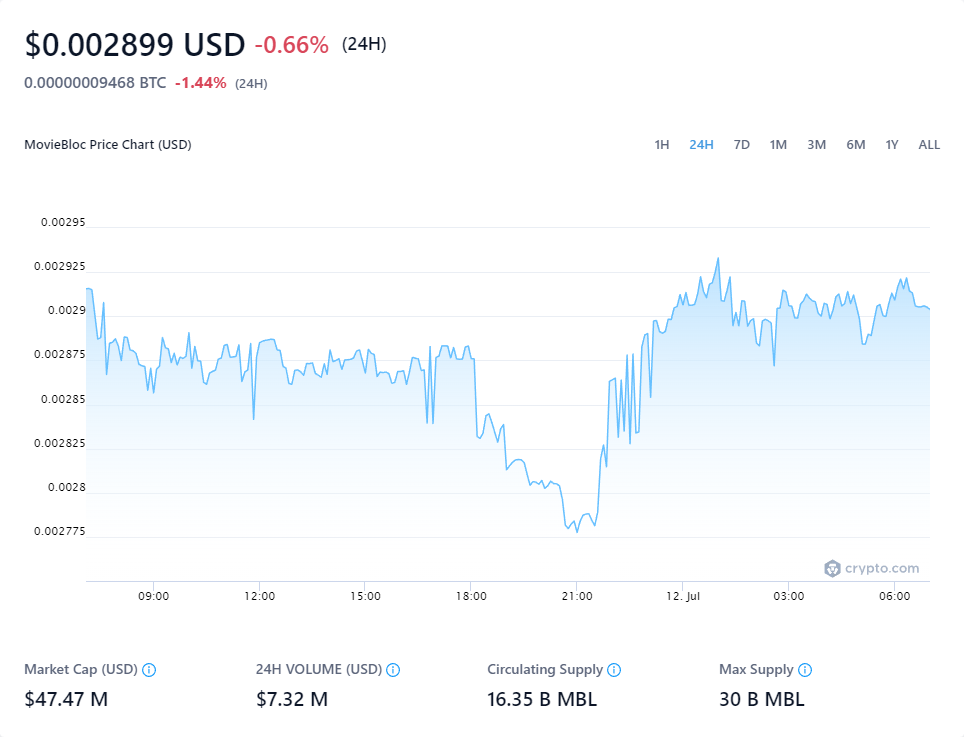 $0.002899 USD -0.66% (24H)
0.00000009468 BTC -1.44% (24H)
MovieBloc Price Chart (USD) 1H 24H 7D 1M 3M 6M 1Y ALL
0.00295
0.002925
0.0029
0.002875
0.00285
0.002825
0.0028
0.002775
crypto.com
09:00 12:00 15:00 18:00 21:00 12. Jul 03:00 06:00
Market Cap (USD) 24H VOLUME (USD) Circulating Supply Max Supply
$47.47 M $7.32 M 16.35 B MBL 30 B MBL